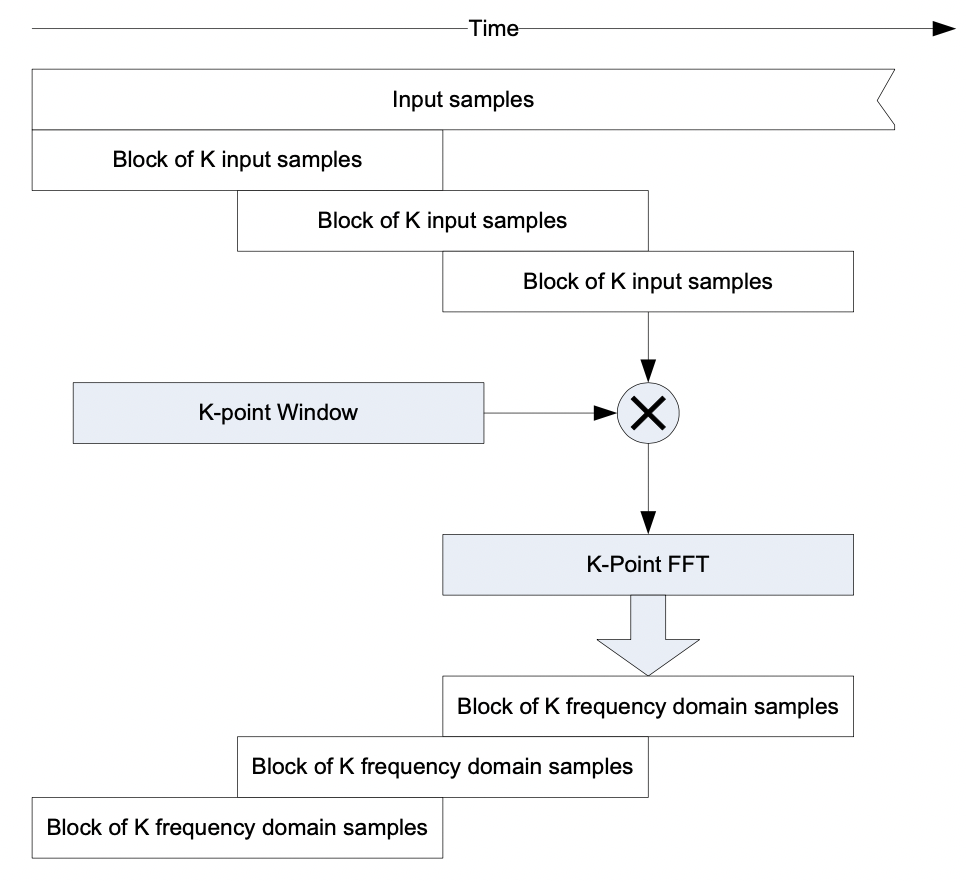 Time
Input samples
Block of K input samples
Block of K input samples
Block of K input samples
K-point Window
K-Point FFT
Block of K frequency domain samples
Block of K frequency domain samples
Block of K frequency domain samples